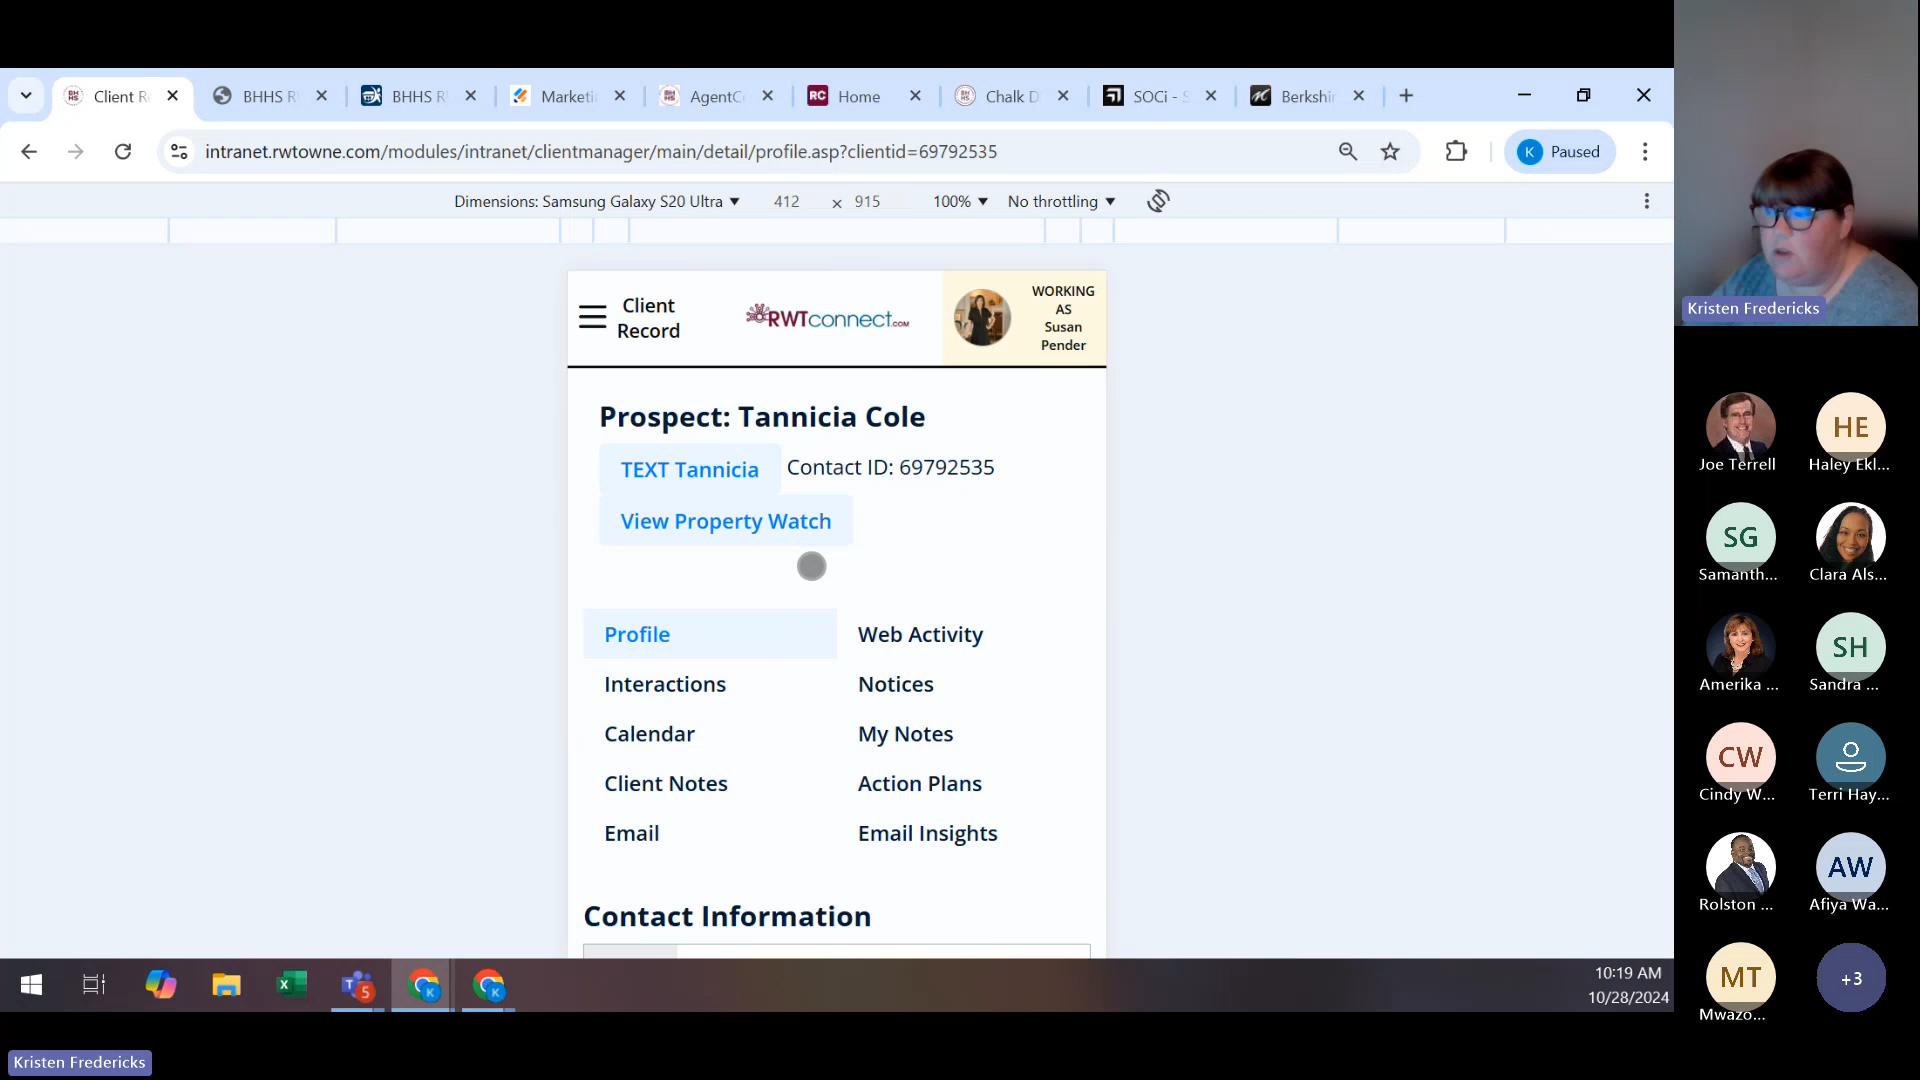 Client R
BHHS R
BHHS R
Marketi
AgentC
RC
Home
Chalk D
SOCi - S
Berkshir
intranet.rwtowne.com/modules/intranet/clientmanager/main/detail/profile.asp?clientid=69792535
K
Paused
Dimensions: Samsung Galaxy S20 Ultra
412
x
915
100%
No throttling
Client
Record
RWTconnect.COM
WORKING
AS
Susan
Pender
Prospect: Tannicia Cole
TEXT Tannicia
Contact ID: 69792535
View Property Watch
Profile
Web Activity
Interactions
Notices
Calendar
My Notes
Client Notes
Action Plans
Email
Email Insights
Contact Information
5
K
K
10:19 AM
10/28/2024
Kristen Fredericks
Kristen Fredericks
Joe Terrell
HE
Haley Ekl...
SG
Samanth...
Clara Als...
Amerika ...
SH
Sandra ...
CW
Cindy W...
Terri Hay...
Rolston ...
AW
Afiya Wa...
MT
Mwazo...
+3